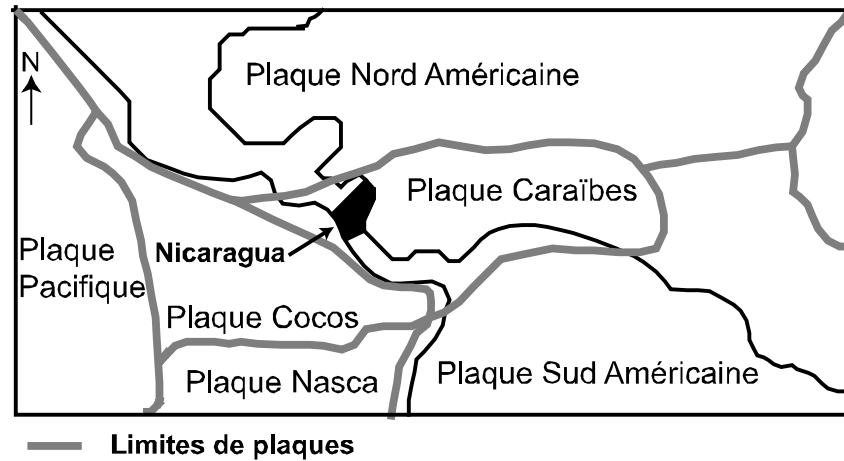 N
Plaque Nord Américaine
Plaque Caraïbes
Plaque
Pacifique
Nicaragua
Plaque Cocos
Plaque Nasca
Plaque Sud Américaine
Limites de plaques